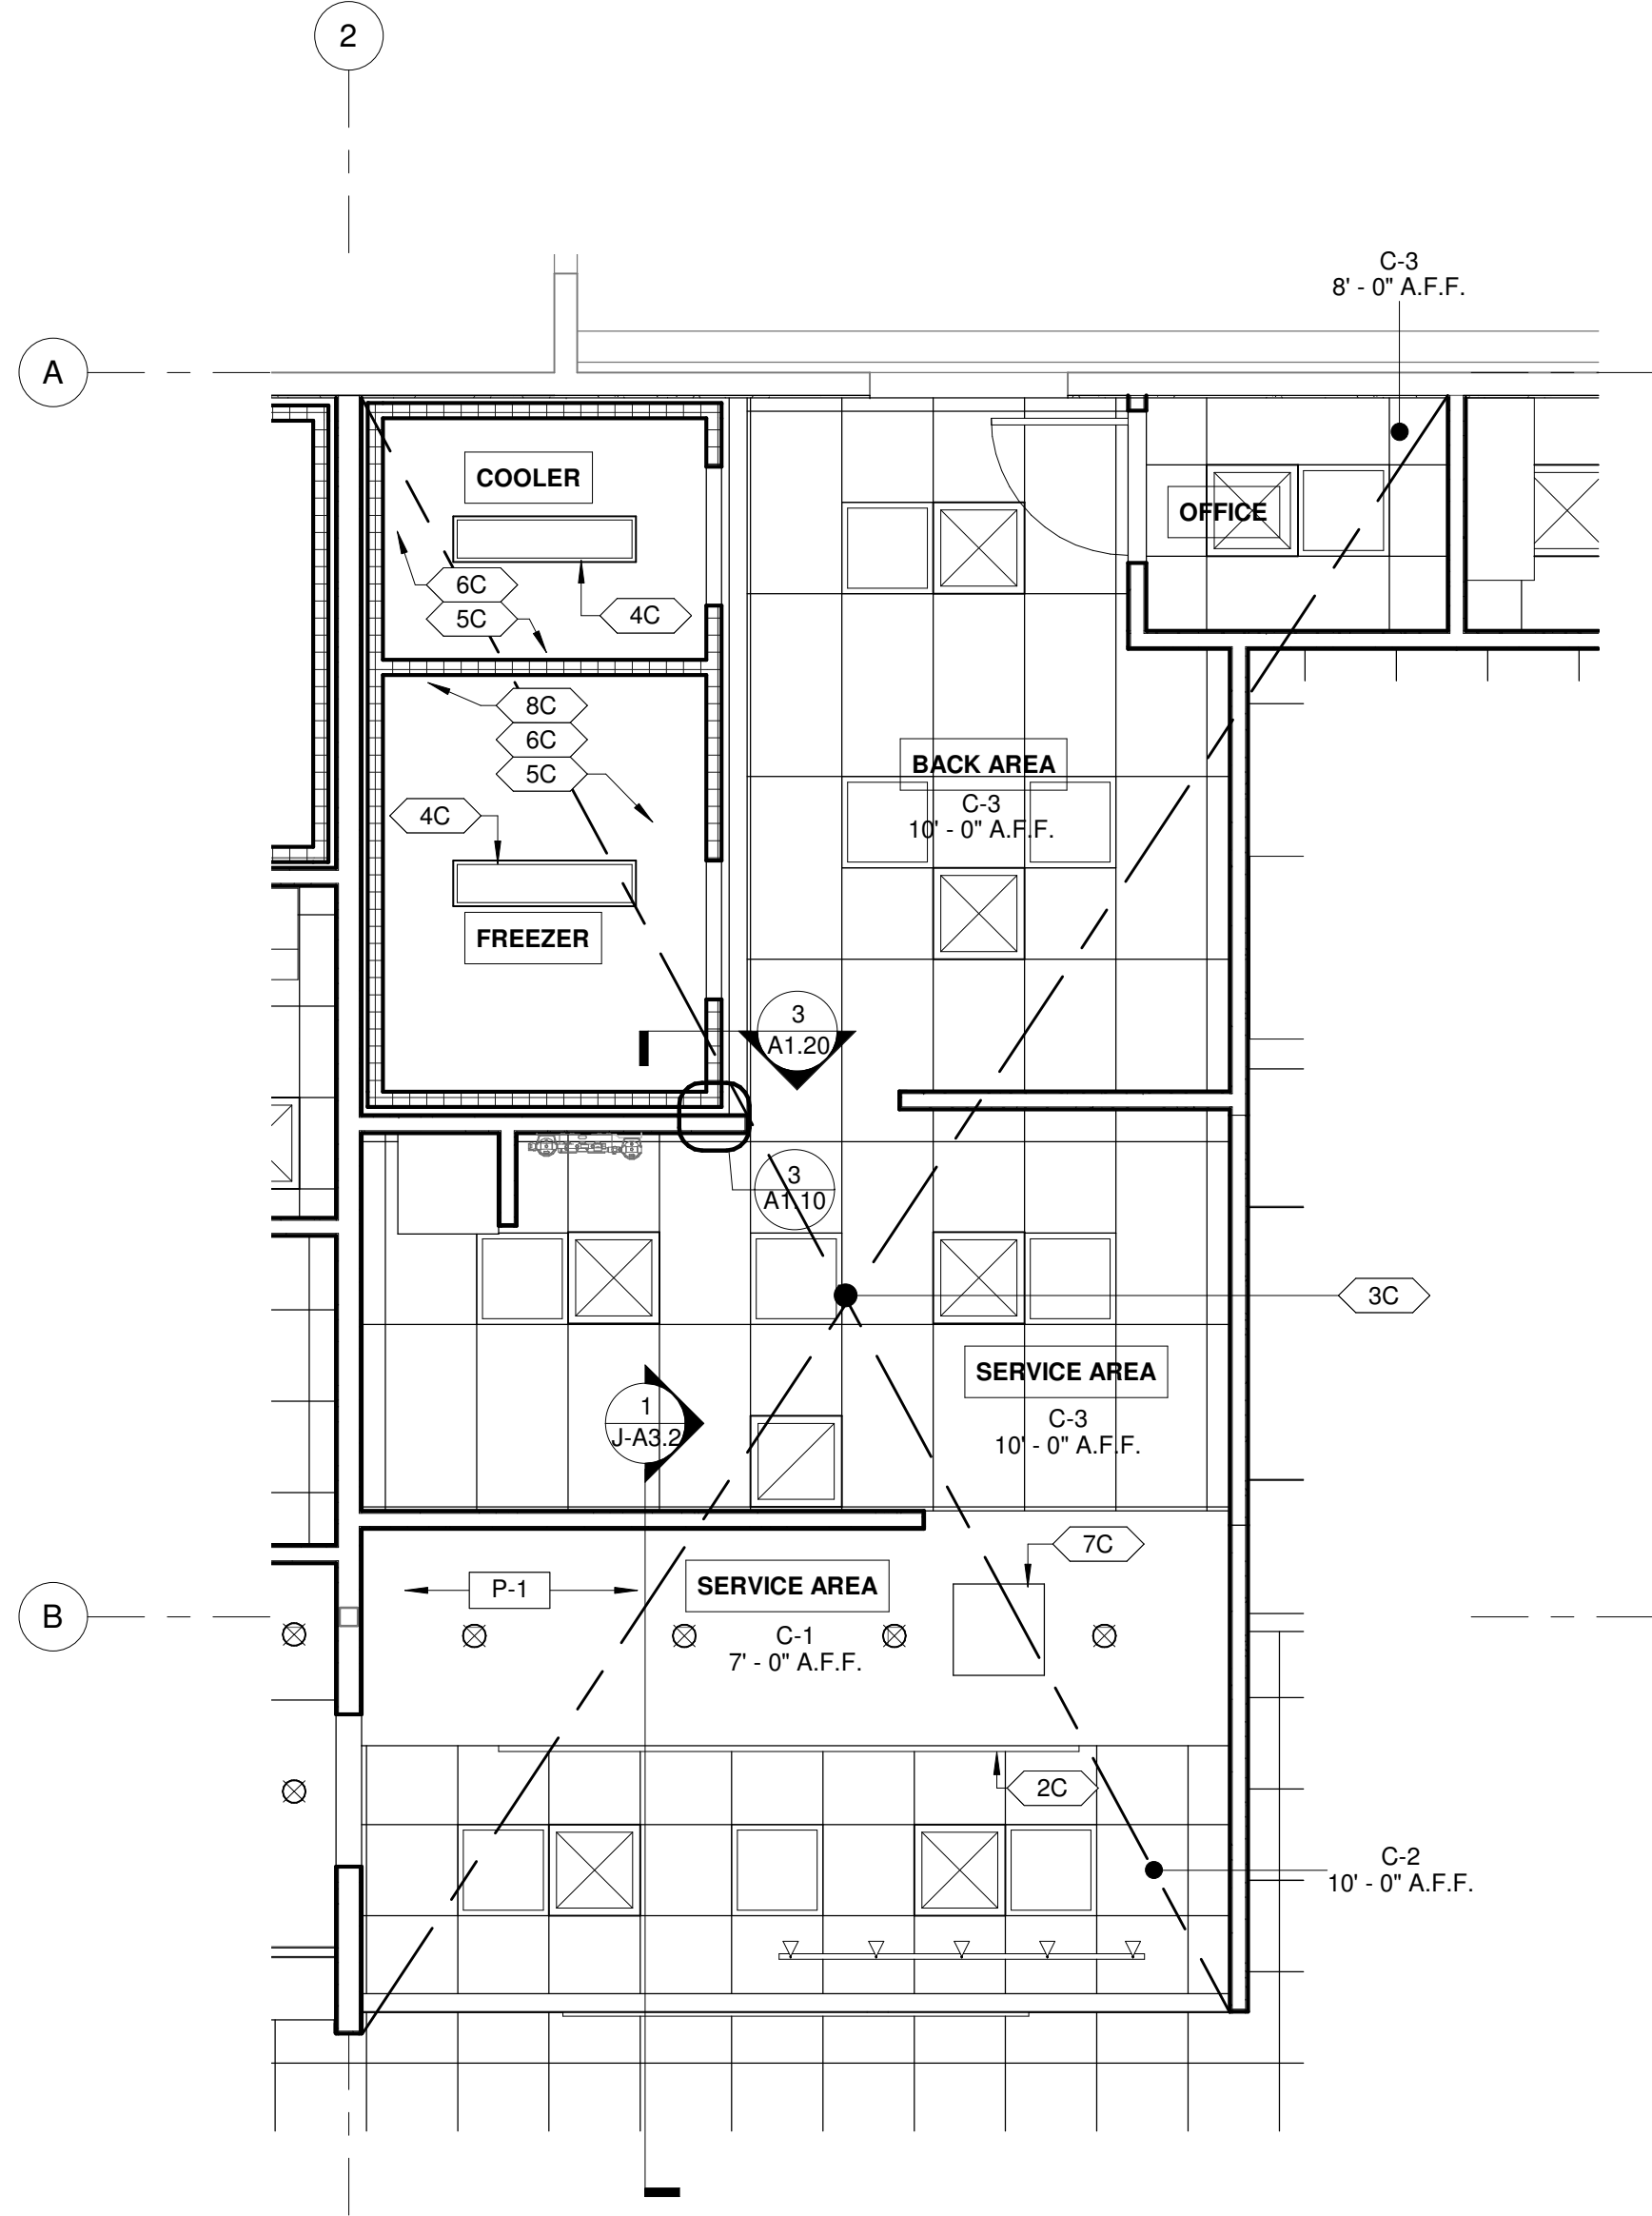 2
C-3
8' - 0" A.F.F.
A
COOLER
OFFICE
6C
5C
4C
8C
6C
5C
4C
BACK AREA
C-3
10' - 0" A.F.F.
FREEZER
3
A1.20
3
A1.10
3C
SERVICE AREA
C-3
10' - 0" A.F.F.
1
J-A3.2
7C
P-1
SERVICE AREA
B
C-1
7' - 0" A.F.F.
2C
C-2
10' - 0" A.F.F.